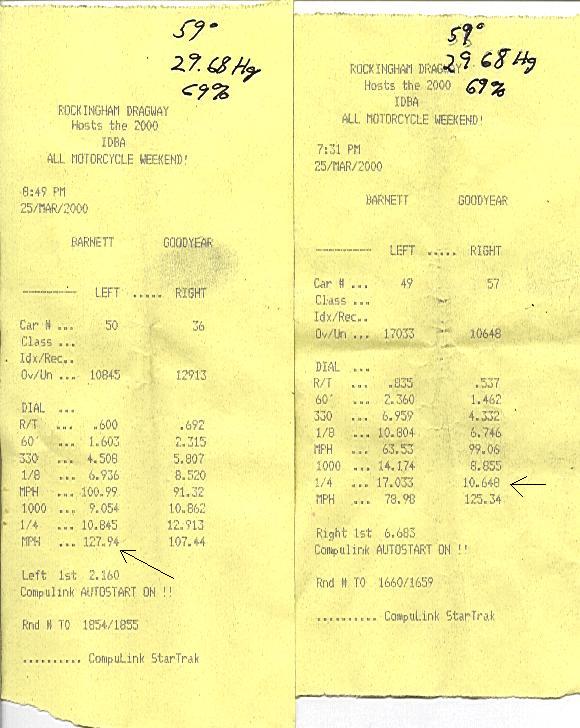 59°
29.68 Hg
69%
ROCKINGHAM DRAGWAY
Hosts the 2000
IDBA
ALL MOTORCYCLE WEEKEND!
8:49 PM
25/MAR/2000
BARNETT GOODYEAR
--------- LEFT ..... RIGHT
Car # ... 50 36
Class ...
Idx/Rec..
Ov/Un ... 10845 12913
DIAL ...
R/T ... .600 .692
60' ... 1.603 2.315
330 ... 4.508 5.807
1/8 ... 6.936 8.520
MPH ... 100.99 91.32
1000 ... 9.054 10.862
1/4 ... 10.845 12.913
MPH ... 127.94 107.44
Left 1st 2.160
Compulink AUTOSTART ON !!
Rnd # TO 1854/1855
.......... CompuLink StarTrak
59°
29.68 Hg
69%
ROCKINGHAM DRAGWAY
Hosts the 2000
IDBA
ALL MOTORCYCLE WEEKEND!
7:31 PM
25/MAR/2000
BARNETT GOODYEAR
--------- LEFT ..... RIGHT
Car # ... 49 57
Class ...
Idx/Rec..
Ov/Un ... 17033 10648
DIAL ...
R/T ... .835 .537
60' ... 2.360 1.462
330 ... 6.959 4.332
1/8 ... 10.804 6.746
MPH ... 63.53 99.06
1000 ... 14.174 8.855
1/4 ... 17.033 10.648
MPH ... 78.98 125.34
Right 1st 6.683
Compulink AUTOSTART ON !!
Rnd # TO 1660/1659
.......... CompuLink StarTrak